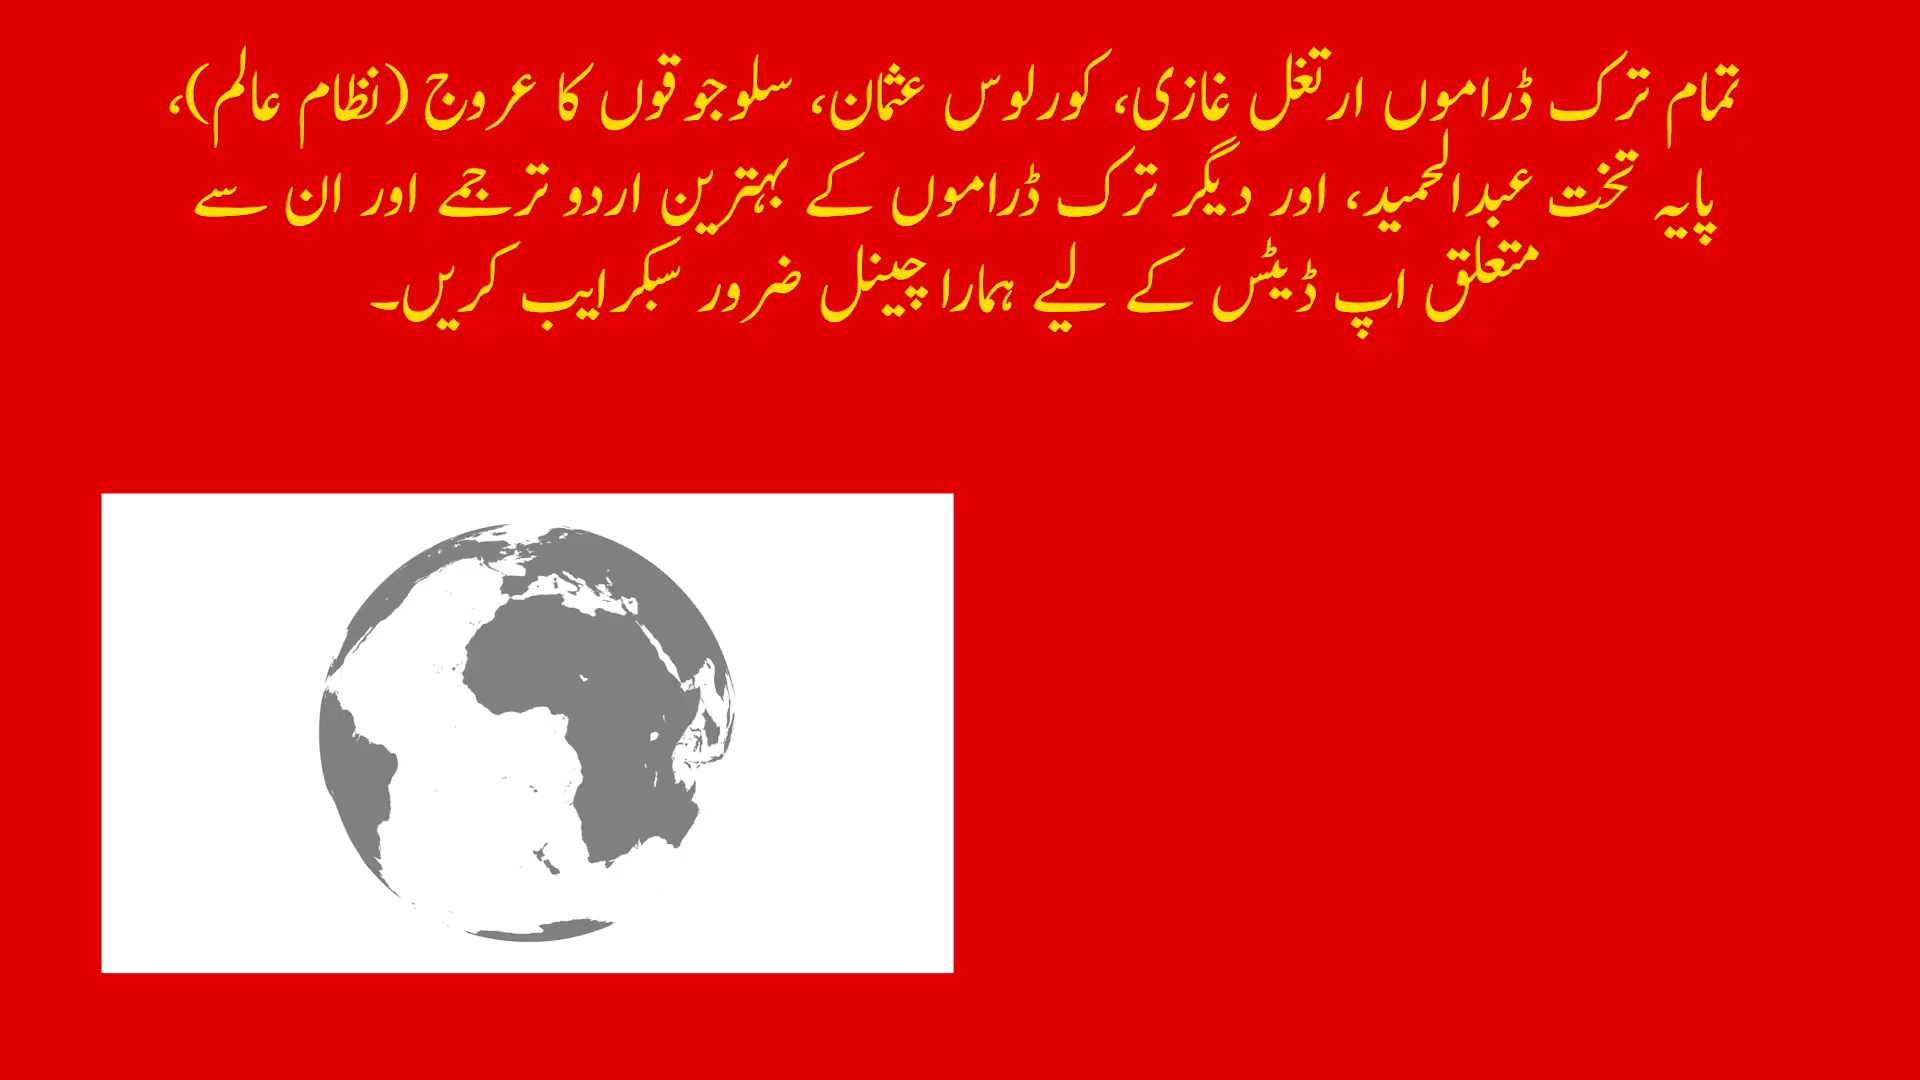 تمام ترک ڈراموں ارتغل غازی، کورلوس عثمان، سلوجوقوں کا عروج (نظام عالم)،
پایہ تخت عبدالحمید، اور دیگر ترک ڈراموں کے بہترین اردو ترجمے اور ان سے
متعلق اپ ڈیٹس کے لیے ہمارا چینل ضرور سبکرایب کریں۔